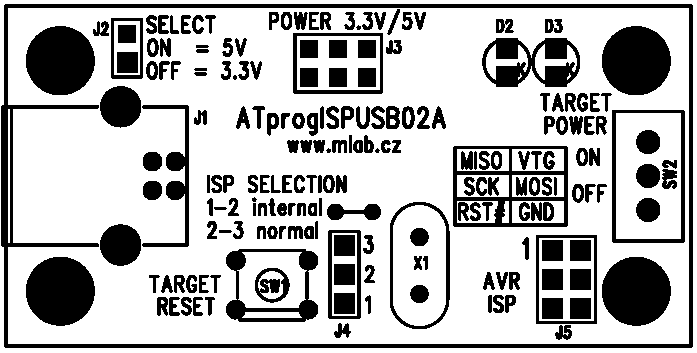 J2
SELECT
ON = 5V
OFF = 3.3V
POWER 3.3V/5V
J3
D2 D3
K K
J1
ATprogISPUSB02A
www.mlab.cz
TARGET
POWER
ON
OFF
SW2
MISO VTG
SCK MOSI
RST# GND
ISP SELECTION
1-2 internal
2-3 normal
3
2
1
J4
TARGET
RESET
SW1
X1
1
AVR
ISP
J5